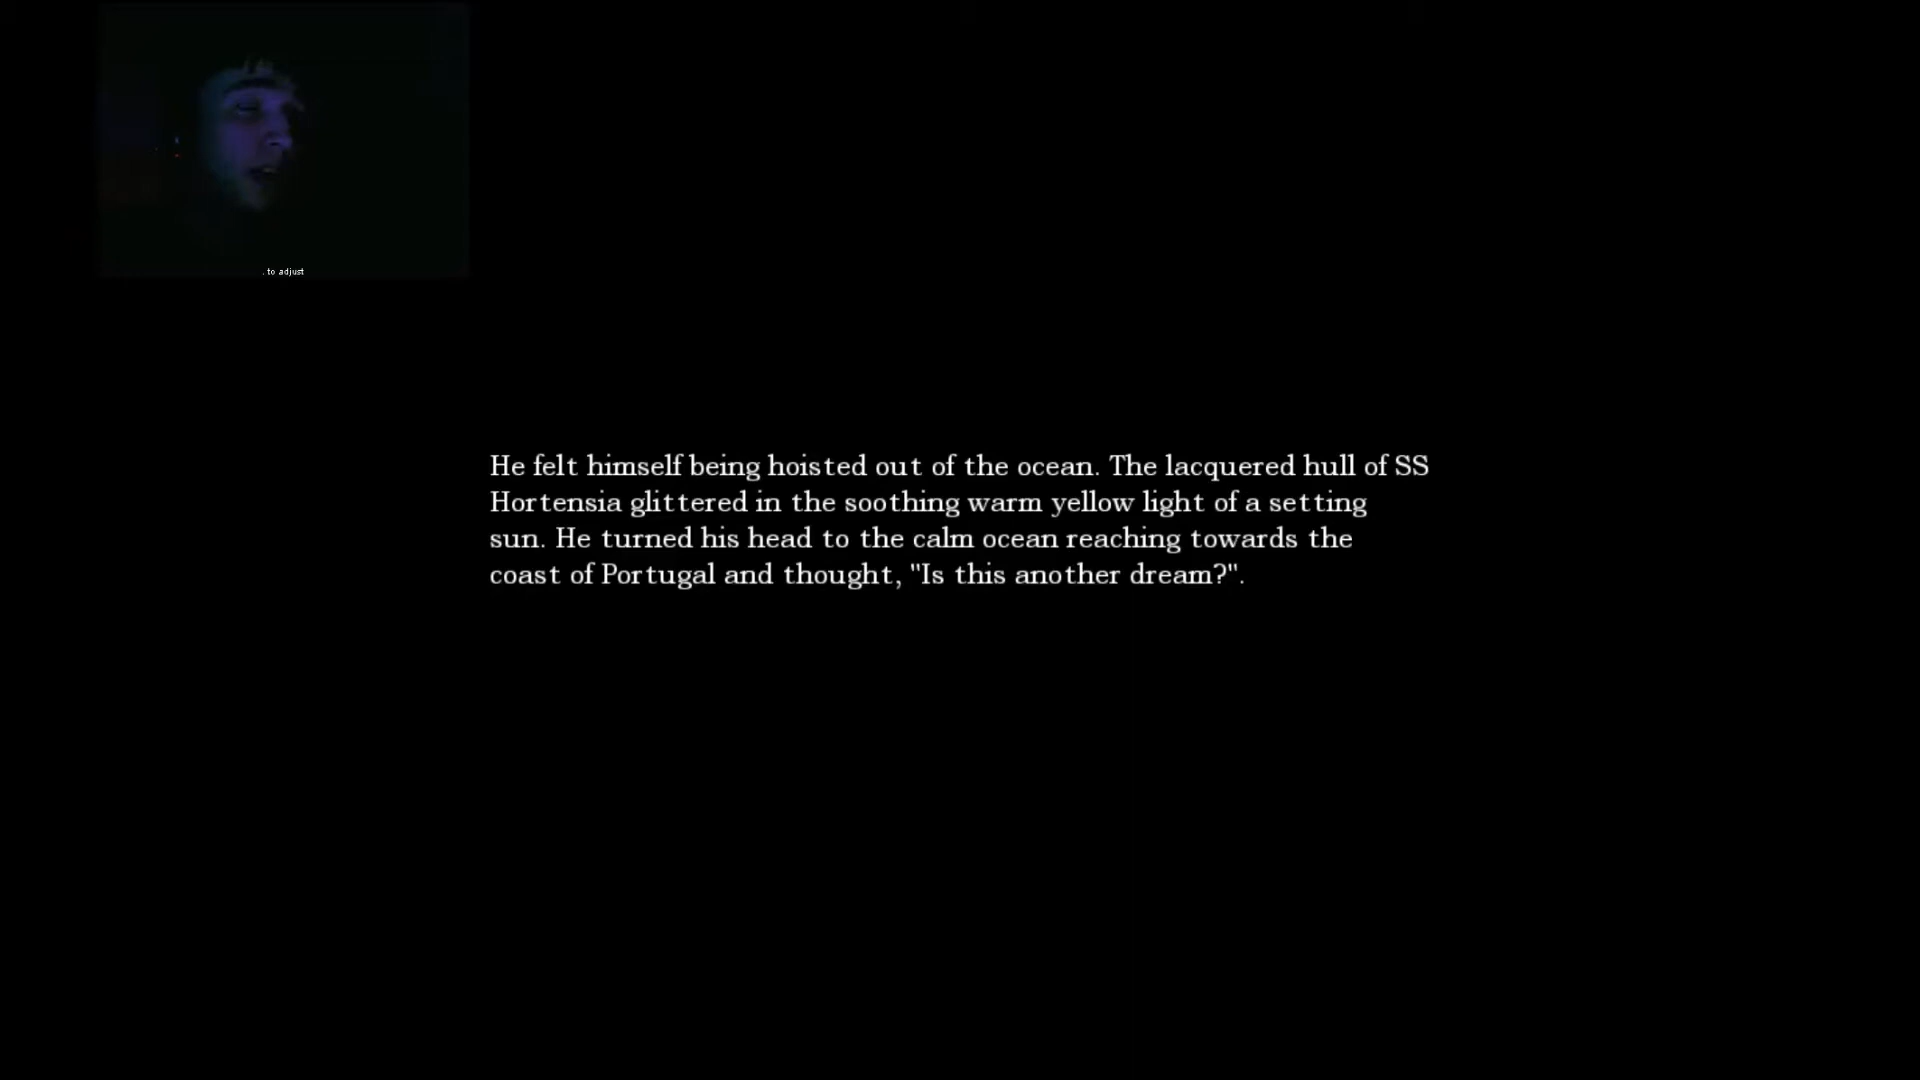 . to adjust
He felt himself being hoisted out of the ocean. The lacquered hull of SS
Hortensia glittered in the soothing warm yellow light of a setting
sun. He turned his head to the calm ocean reaching towards the
coast of Portugal and thought, "Is this another dream?".